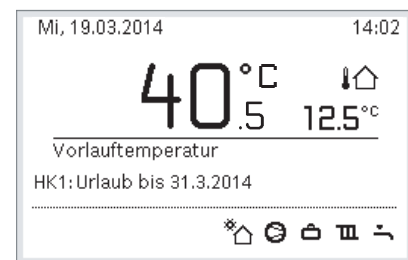 Mi, 19.03.2014 14:02
40.5 °C
12.5°C
Vorlauftemperatur
HK1: Urlaub bis 31.3.2014